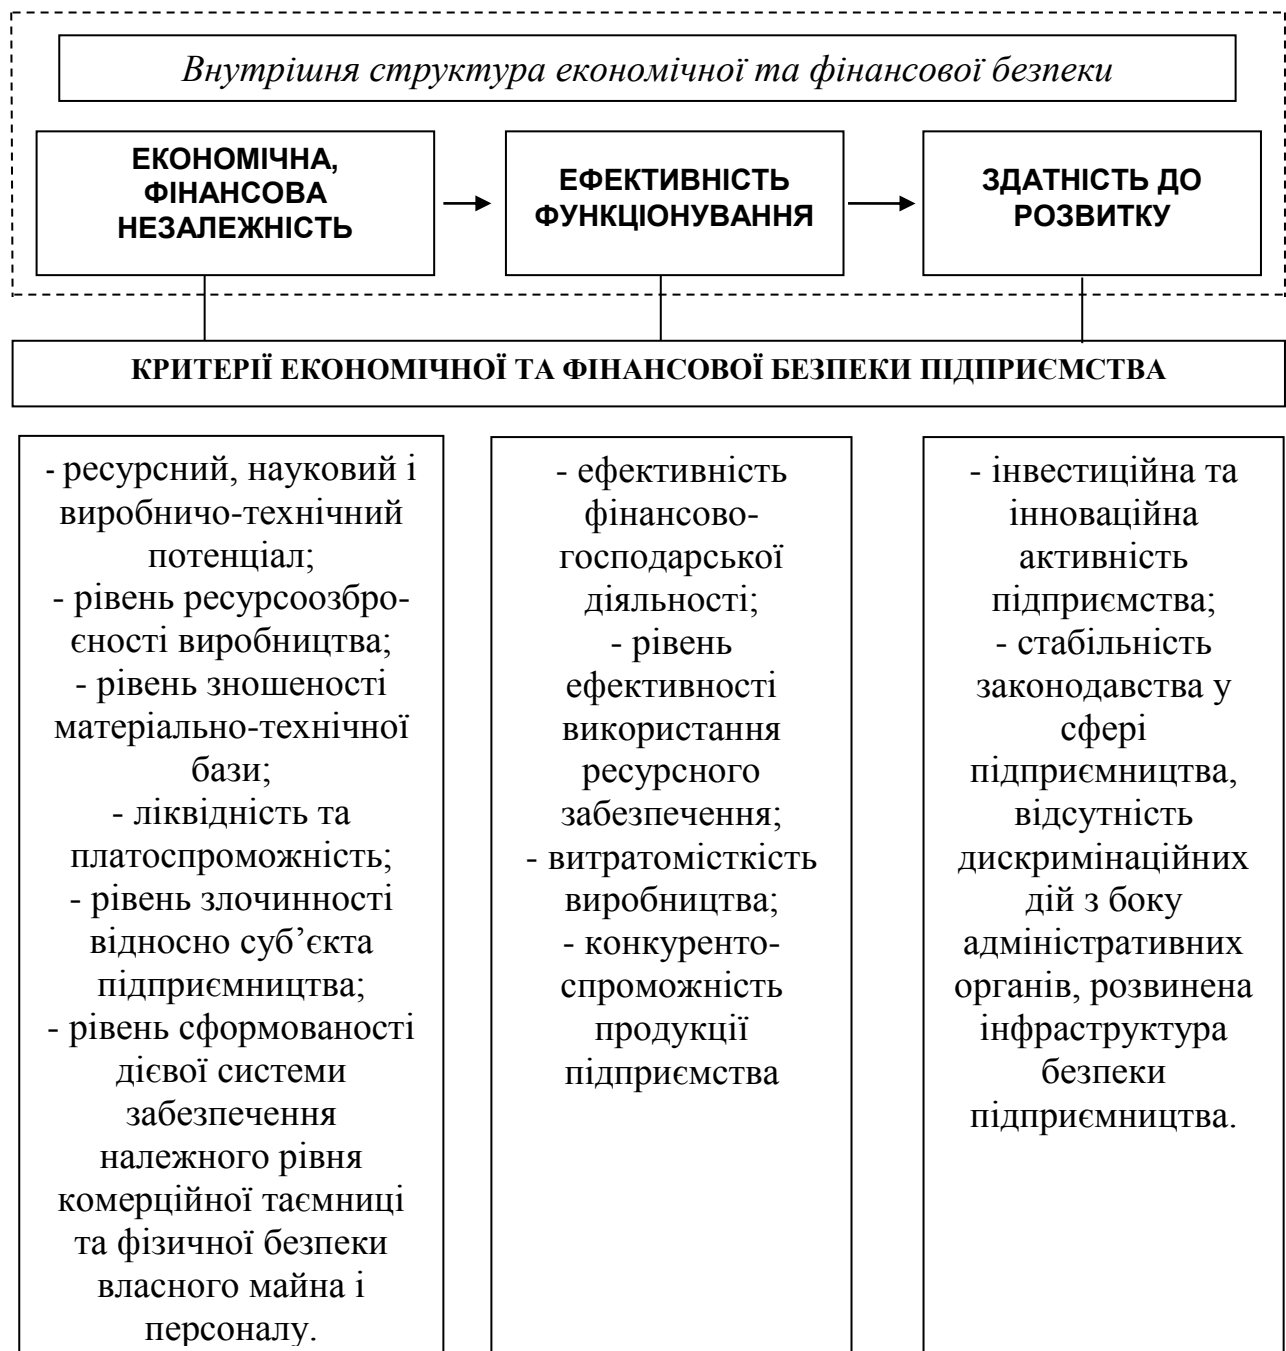 Внутрішня структура економічної та фінансової безпеки
ЕКОНОМІЧНА,
ФІНАНСОВА
НЕЗАЛЕЖНІСТЬ
ЕФЕКТИВНІСТЬ
ФУНКЦІОНУВАННЯ
ЗДАТНІСТЬ ДО
РОЗВИТКУ
КРИТЕРІЇ ЕКОНОМІЧНОЇ ТА ФІНАНСОВОЇ БЕЗПЕКИ ПІДПРИЄМСТВА
- ресурсний, науковий і
виробничо-технічний
потенціал;
- рівень ресурсоозбро-
єності виробництва;
- рівень зношеності
матеріально-технічної
бази;
- ліквідність та
платоспроможність;
- рівень злочинності
відносно суб’єкта
підприємництва;
- рівень сформованості
дієвої системи
забезпечення
належного рівня
комерційної таємниці
та фізичної безпеки
власного майна і
персоналу.
- ефективність
фінансово-
господарської
діяльності;
- рівень
ефективності
використання
ресурсного
забезпечення;
- витратомісткість
виробництва;
- конкуренто-
спроможність
продукції
підприємства
- інвестиційна та
інноваційна
активність
підприємства;
- стабільність
законодавства у
сфері
підприємництва,
відсутність
дискримінаційних
дій з боку
адміністративних
органів, розвинена
інфраструктура
безпеки
підприємництва.